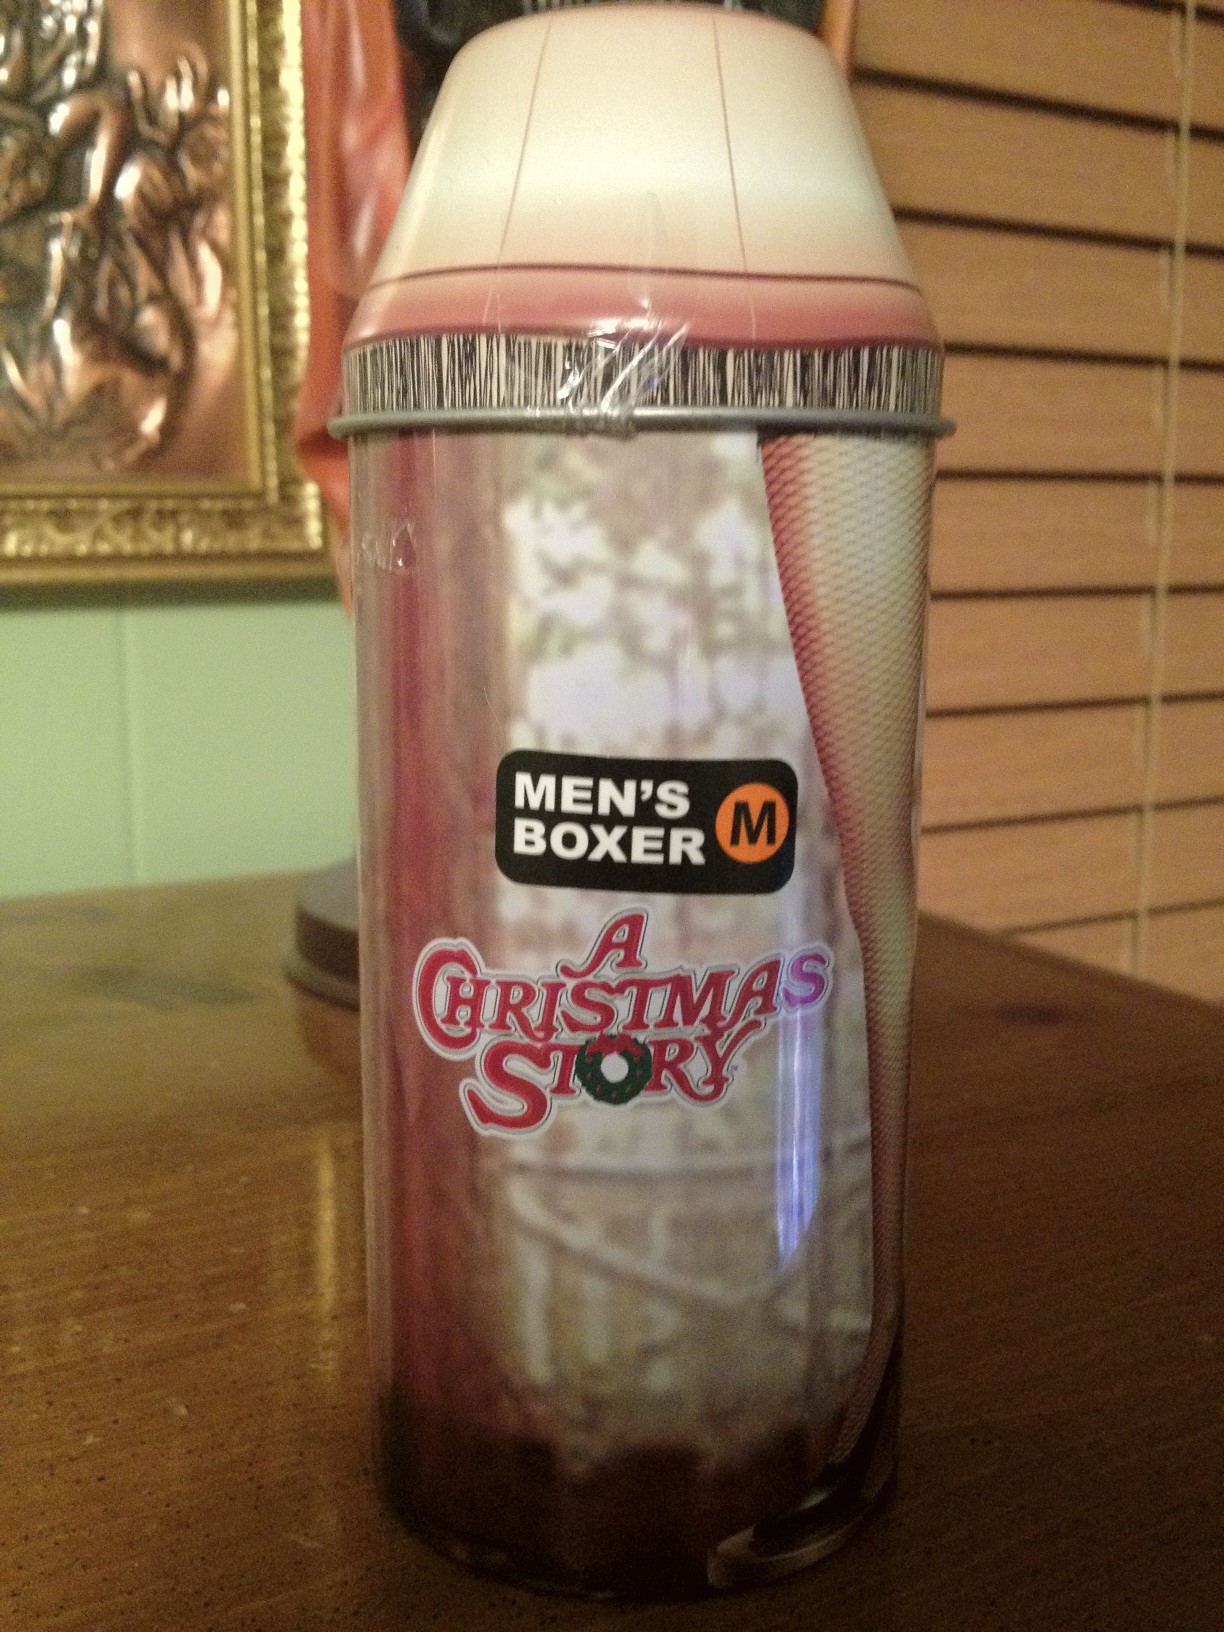 MEN'S
BOXER M
A
CHRISTMAS
STORY